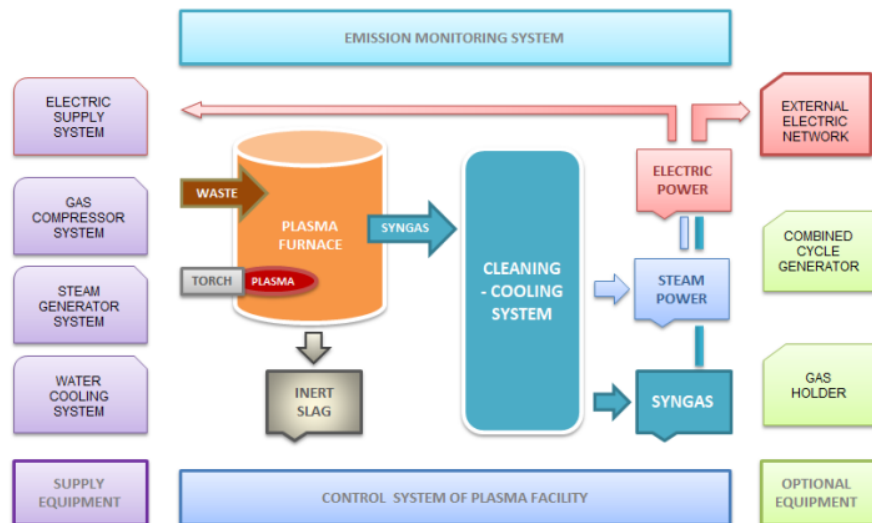 EMISSION MONITORING SYSTEM
ELECTRIC
SUPPLY
SYSTEM
GAS
COMPRESSOR
SYSTEM
STEAM
GENERATOR
SYSTEM
WATER
COOLING
SYSTEM
SUPPLY
EQUIPMENT
WASTE
PLASMA
FURNACE
TORCH
PLASMA
SYNGAS
INERT
SLAG
CLEANING
- COOLING
SYSTEM
ELECTRIC
POWER
STEAM
POWER
SYNGAS
EXTERNAL
ELECTRIC
NETWORK
COMBINED
CYCLE
GENERATOR
GAS
HOLDER
CONTROL SYSTEM OF PLASMA FACILITY
OPTIONAL
EQUIPMENT